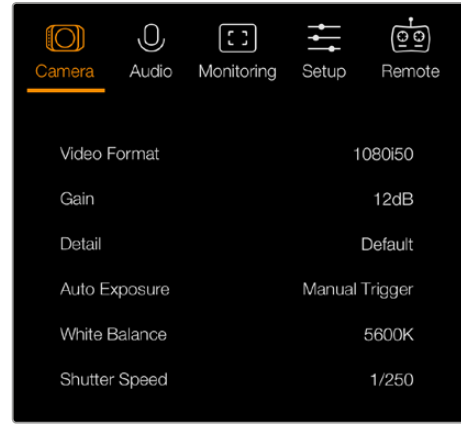 Camera Audio Monitoring Setup Remote
Video Format 1080i50
Gain 12dB
Detail Default
Auto Exposure Manual Trigger
White Balance 5600K
Shutter Speed 1/250